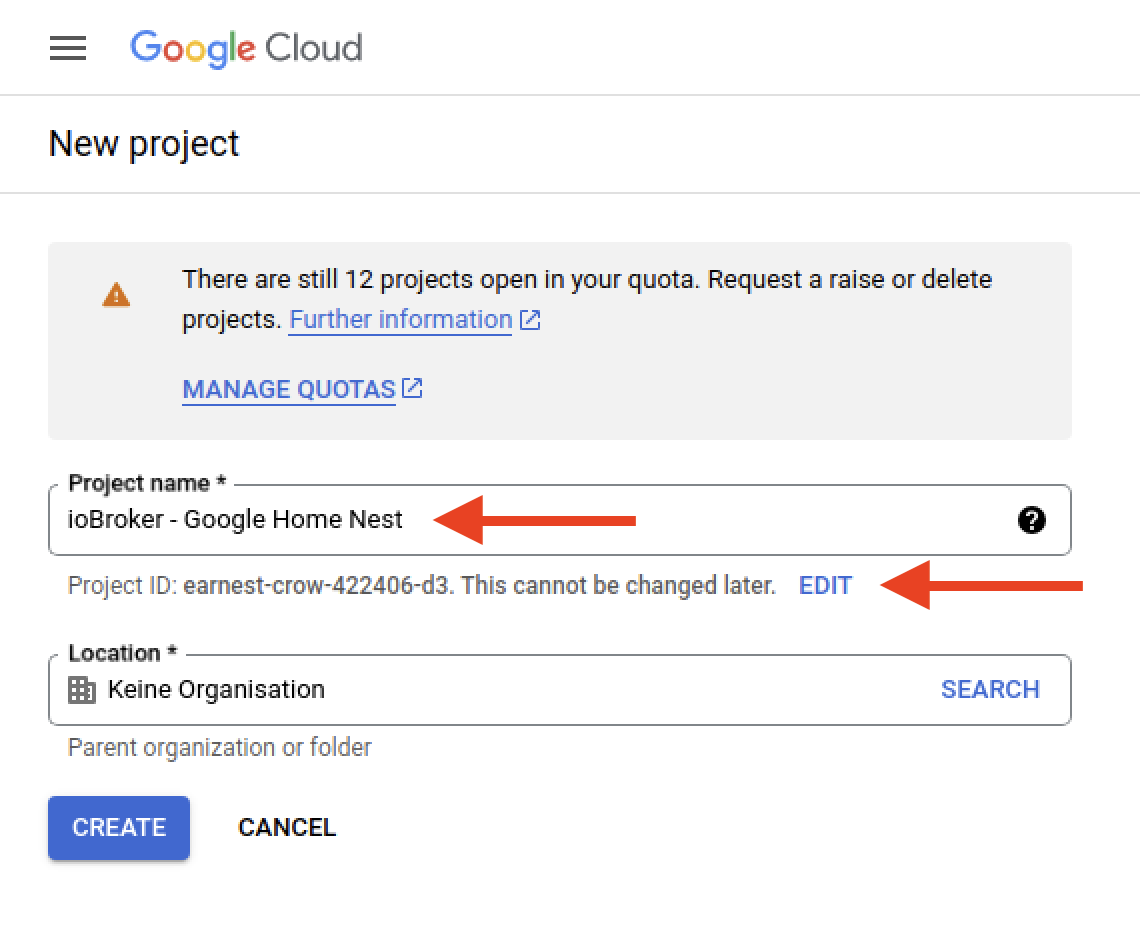 Google Cloud
New project
There are still 12 projects open in your quota. Request a raise or delete
projects. Further information
MANAGE QUOTAS
Project name *
ioBroker - Google Home Nest
Project ID: earnest-crow-422406-d3. This cannot be changed later. EDIT
Location *
Keine Organisation SEARCH
Parent organization or folder
CREATE CANCEL